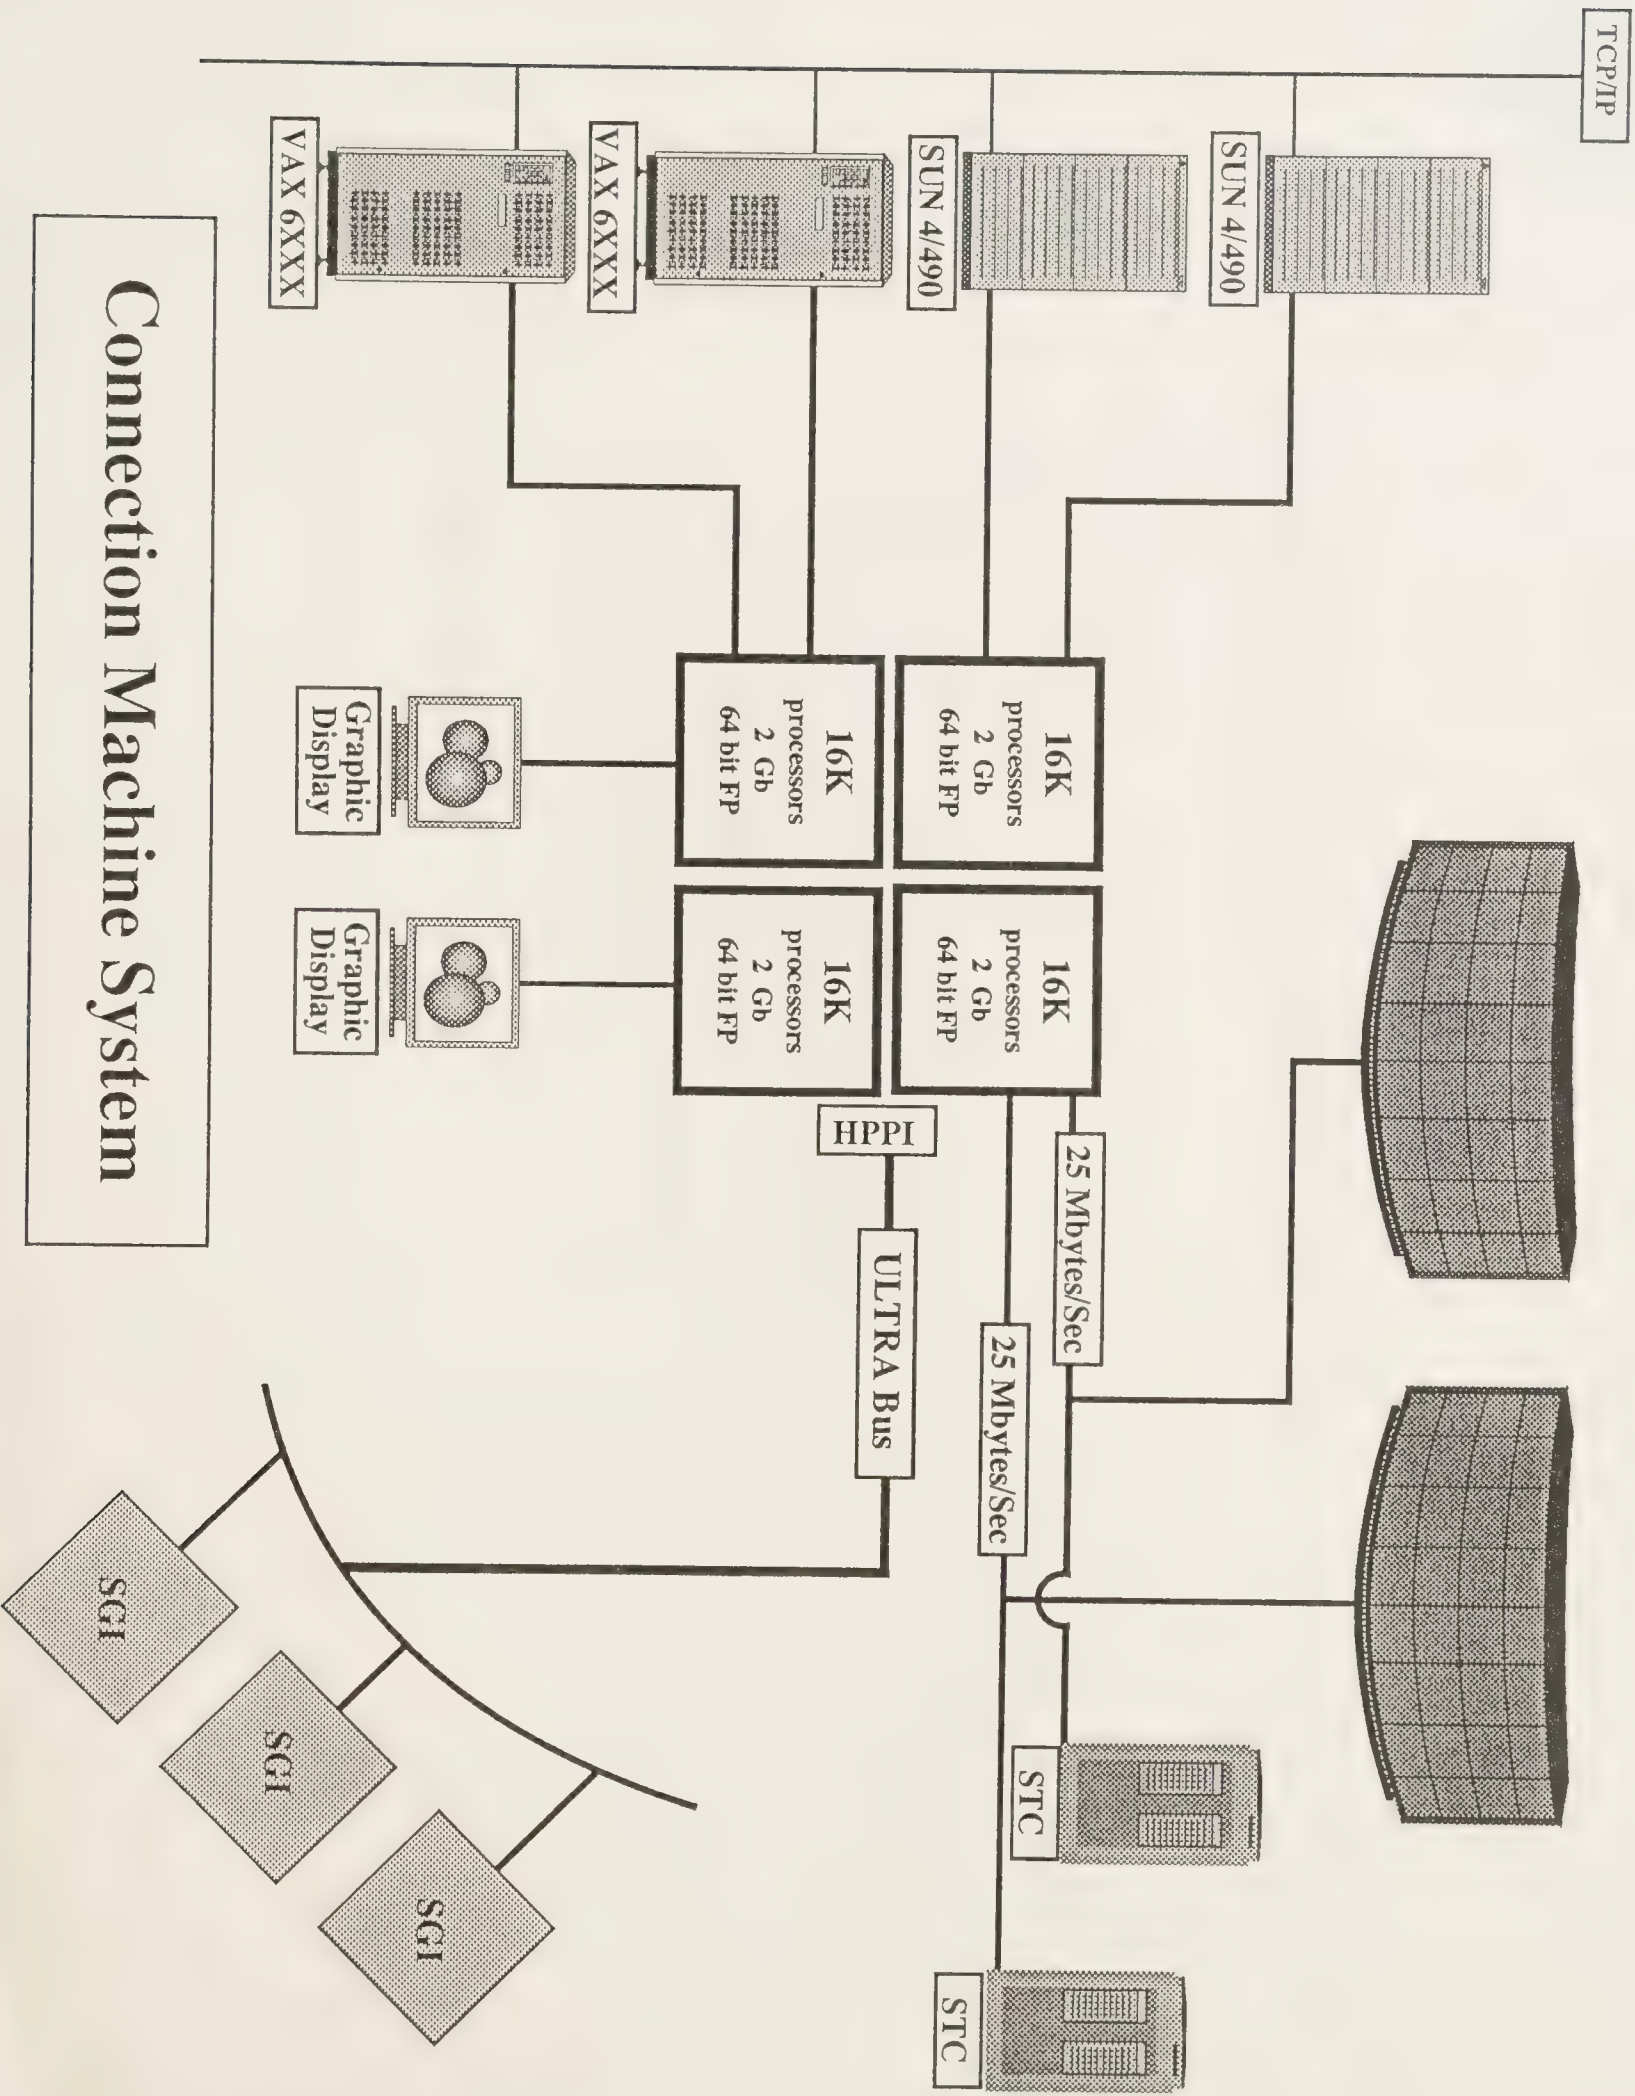 TCP/IP
SUN 4/490
SUN 4/490
VAX 6XXX
VAX 6XXX
16K
processors
2 Gb
64 bit FP
16K
processors
2 Gb
64 bit FP
16K
processors
2 Gb
64 bit FP
16K
processors
2 Gb
64 bit FP
25 Mbytes/Sec
25 Mbytes/Sec
STC
STC
HPPI
ULTRA Bus
Graphic
Display
Graphic
Display
SGI
SGI
SGI
Connection Machine System